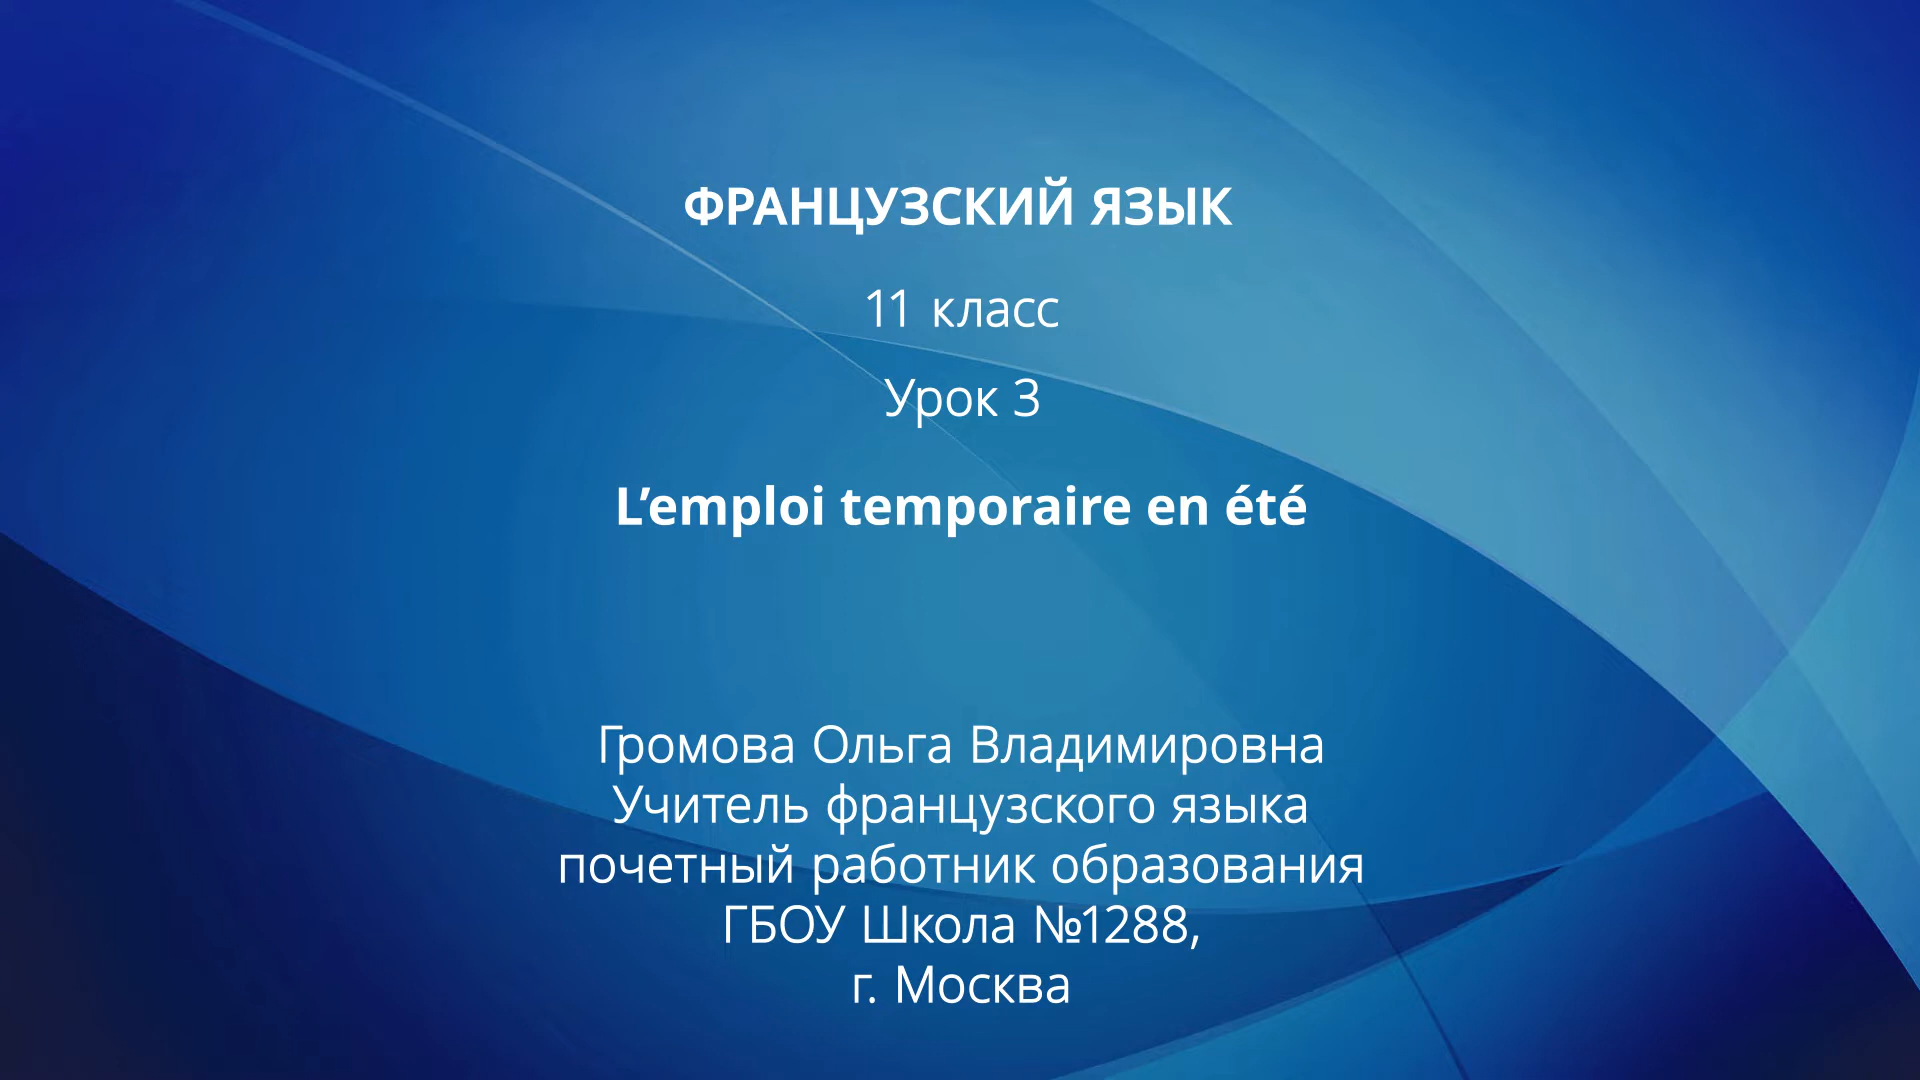 ФРАНЦУЗСКИЙ ЯЗЫК
11 класс
Урок 3
L’emploi temporaire en été
Громова Ольга Владимировна
Учитель французского языка
почетный работник образования
ГБОУ Школа №1288,
г. Москва